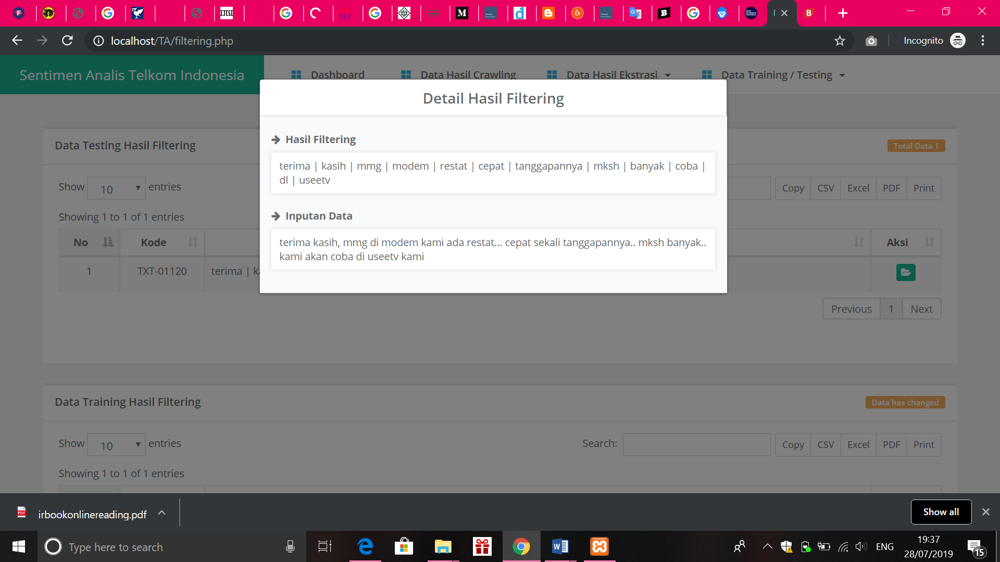 localhost/TA/filtering.php
Incognito
Sentimen Analis Telkom Indonesia
Dashboard
Data Hasil Crawling
Data Hasil Ekstrasi
Data Training / Testing
Detail Hasil Filtering
Hasil Filtering
terima | kasih | mmg | modem | restat | cepat | tanggapannya | mksh | banyak | coba |
dl | useetv
Inputan Data
terima kasih, mmg di modem kami ada restat... cepat sekali tanggapannya.. mksh banyak..
kami akan coba di useetv kami
Data Testing Hasil Filtering
Total Data 1
Show 10 entries
Copy CSV Excel PDF Print
Showing 1 to 1 of 1 entries
No Kode Aksi
1 TXT-01120 terima | k
Previous 1 Next
Data Training Hasil Filtering
Data has changed
Show 10 entries
Search:
Copy CSV Excel PDF Print
Showing 1 to 1 of 1 entries
irbookonlinereading.pdf
Show all
Type here to search
ENG
19:37
28/07/2019
15